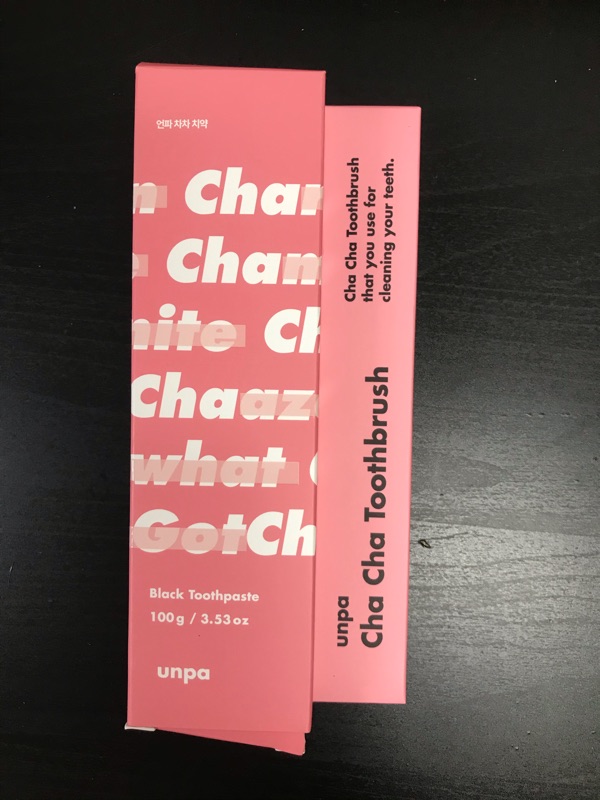 언파 차차 치약
n Char
Cham
nite Ch
Chaaz
what
GotCh
Black Toothpaste
100g / 3.53oz
unpa
Cha Cha Toothbrush
that you use for
cleaning your teeth.
unpa
Cha Cha Toothbrush